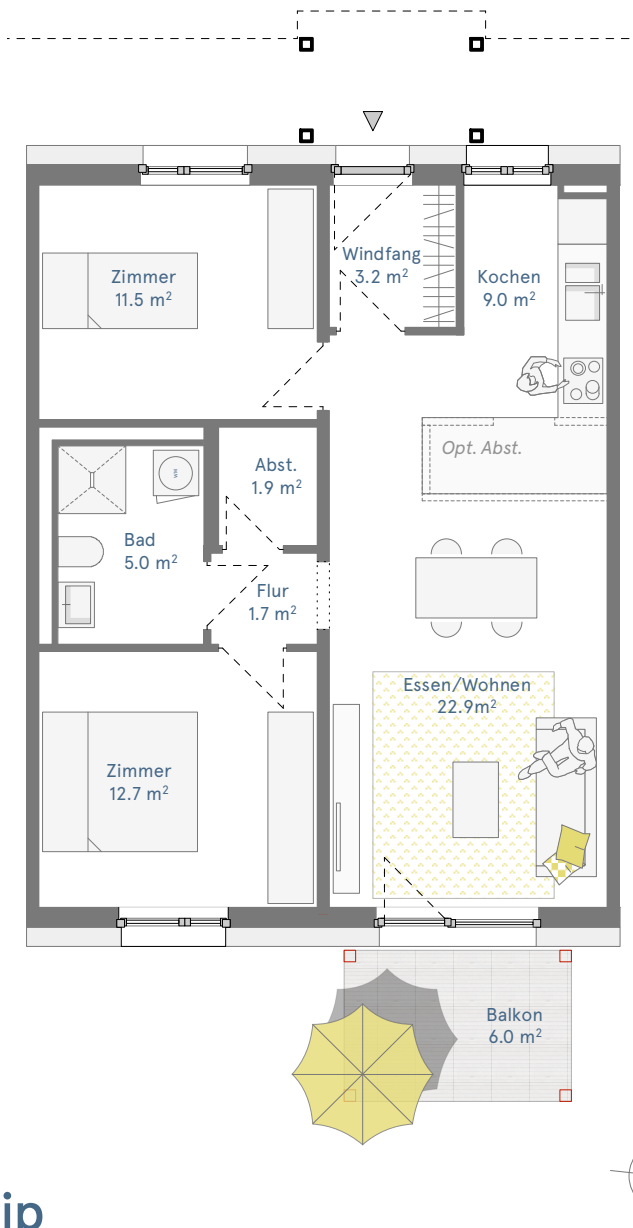 Windfang
3.2 m²
Zimmer
11.5 m²
Kochen
9.0 m²
Opt. Abst.
Abst.
1.9 m²
WM
Bad
5.0 m²
Flur
1.7 m²
Essen/Wohnen
22.9m²
Zimmer
12.7 m²
Balkon
6.0 m²
ip